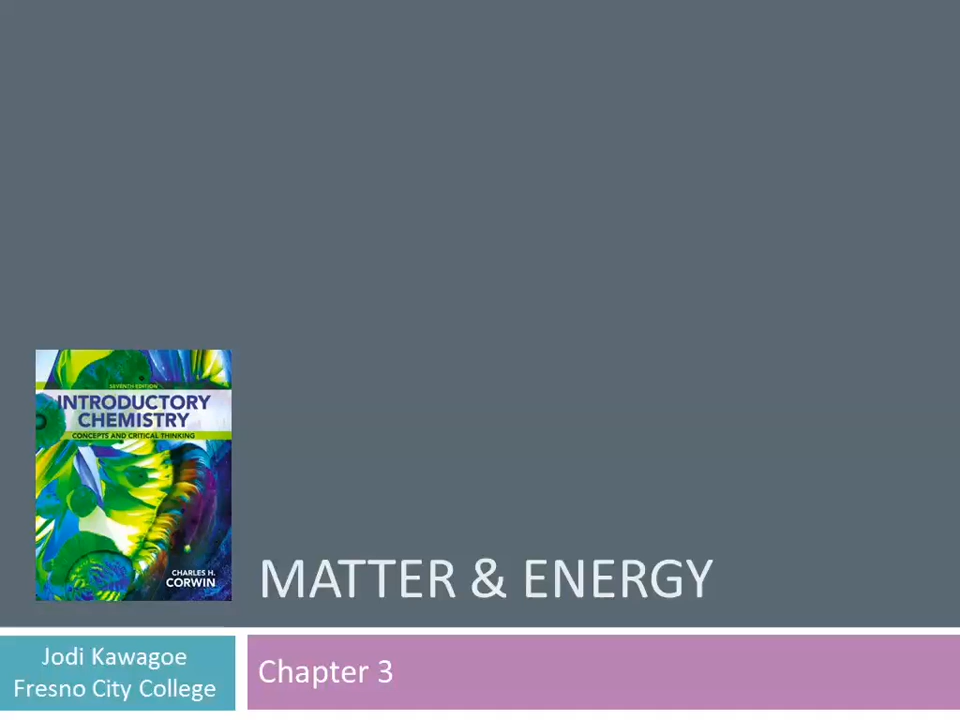 SEVENTH EDITION
INTRODUCTORY
CHEMISTRY
CONCEPTS AND CRITICAL THINKING
CHARLES H.
CORWIN
MATTER & ENERGY
Jodi Kawagoe
Fresno City College
Chapter 3